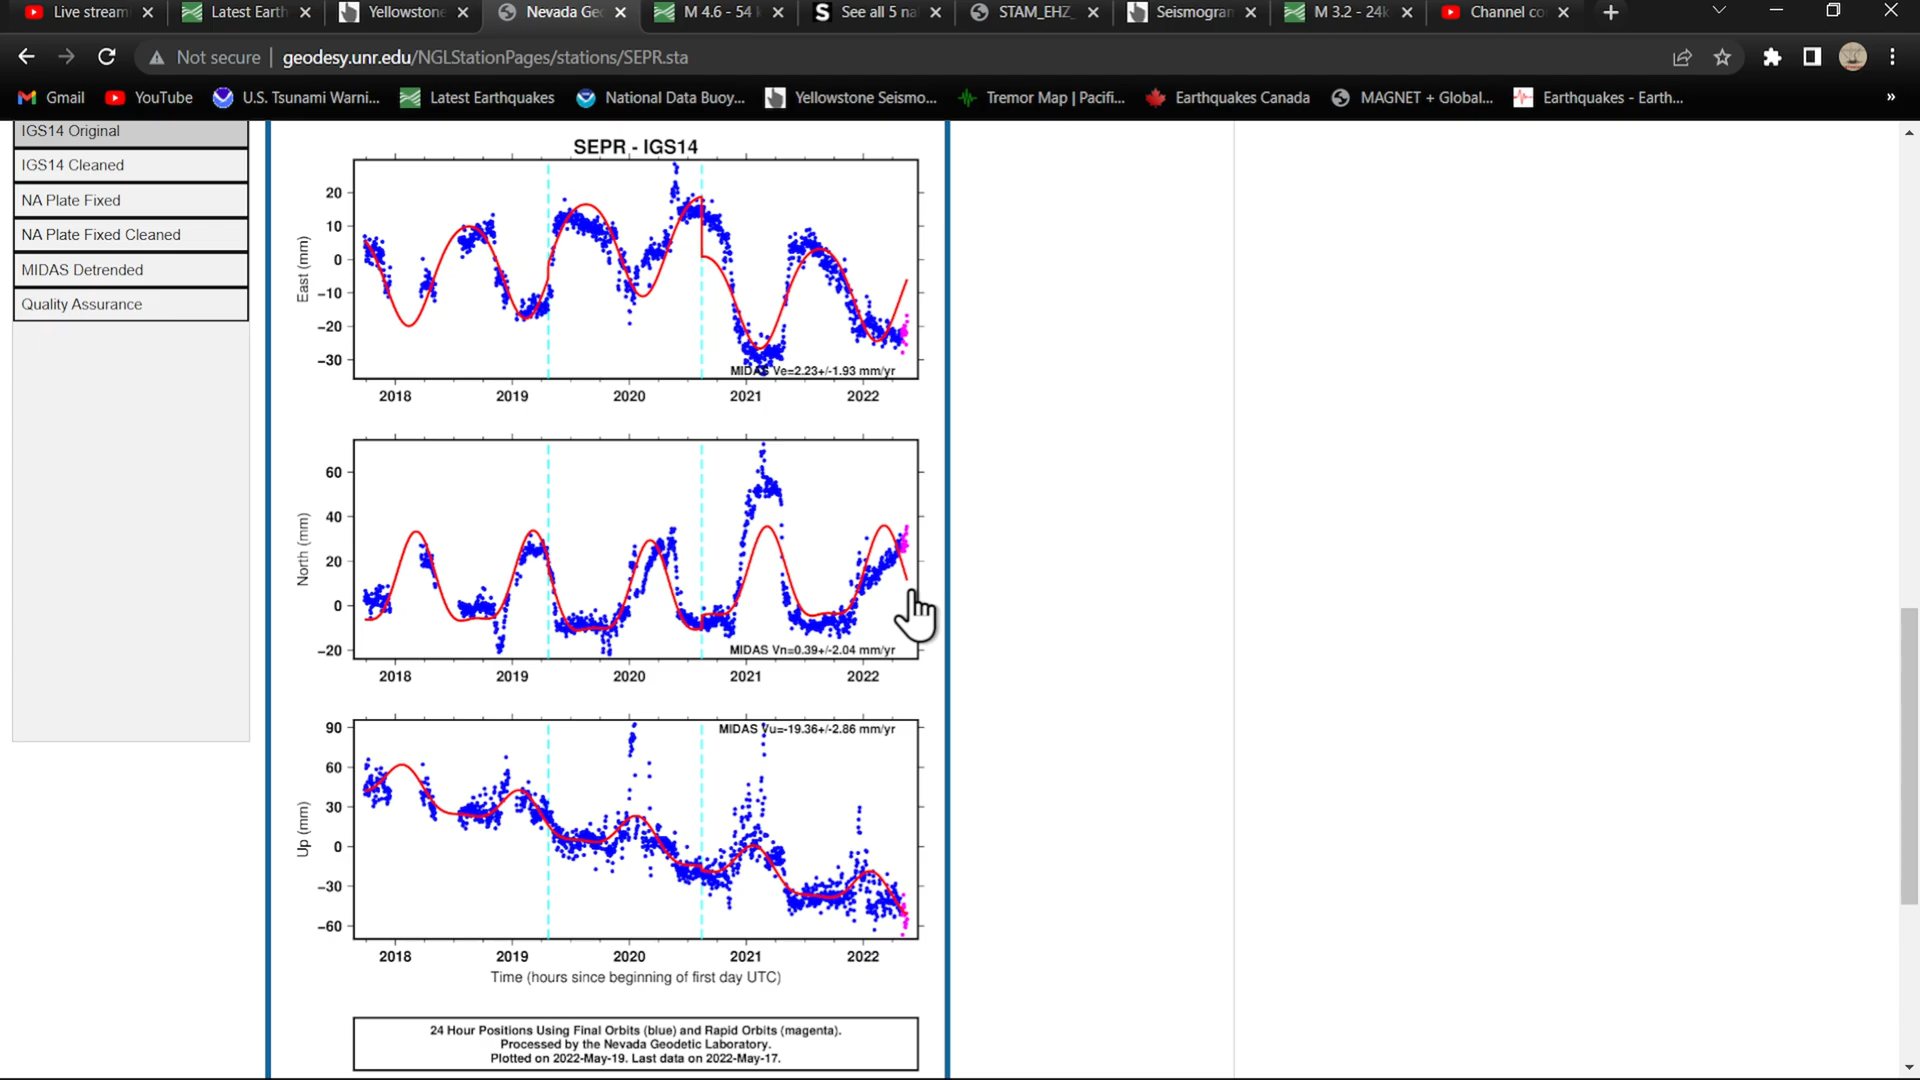 Live stream
Latest Earth
Yellowstone
Nevada Geo
M 4.6 - 54 k
See all 5 na
STAM_EHZ_
Seismogram
M 3.2 - 24k
Channel co
Not secure
geodesy.unr.edu/NGLStationPages/stations/SEPR.sta
Gmail
YouTube
U.S. Tsunami Warni...
Latest Earthquakes
National Data Buoy...
Yellowstone Seismo...
Tremor Map | Pacifi...
Earthquakes Canada
MAGNET + Global...
Earthquakes - Earth...
»
IGS14 Original
IGS14 Cleaned
NA Plate Fixed
NA Plate Fixed Cleaned
MIDAS Detrended
Quality Assurance
SEPR - IGS14
East (mm)
20
10
0
−10
−20
−30
MIDAS Ve=2.23+/-1.93 mm/yr
2018 2019 2020 2021 2022
North (mm)
60
40
20
0
−20
MIDAS Vn=0.39+/-2.04 mm/yr
2018 2019 2020 2021 2022
Up (mm)
90
60
30
0
−30
−60
MIDAS Vu=-19.36+/-2.86 mm/yr
2018 2019 2020 2021 2022
Time (hours since beginning of first day UTC)
24 Hour Positions Using Final Orbits (blue) and Rapid Orbits (magenta).
Processed by the Nevada Geodetic Laboratory.
Plotted on 2022-May-19. Last data on 2022-May-17.